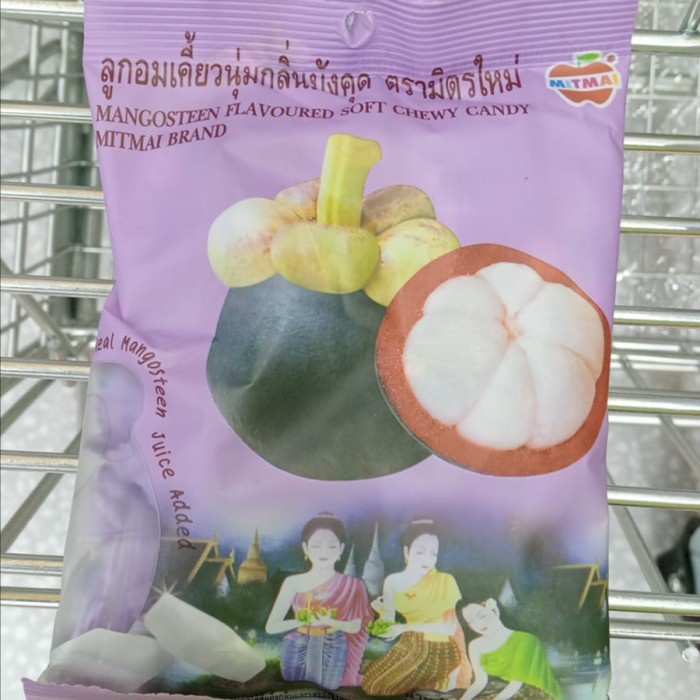 ลูกอมเคี้ยวนุ่มกลิ่นมังคุด ตรามิตรใหม่
MITMAI
MANGOSTEEN FLAVOURED SOFT CHEWY CANDY
MITMAI BRAND
eal Mangosteen Juice Added